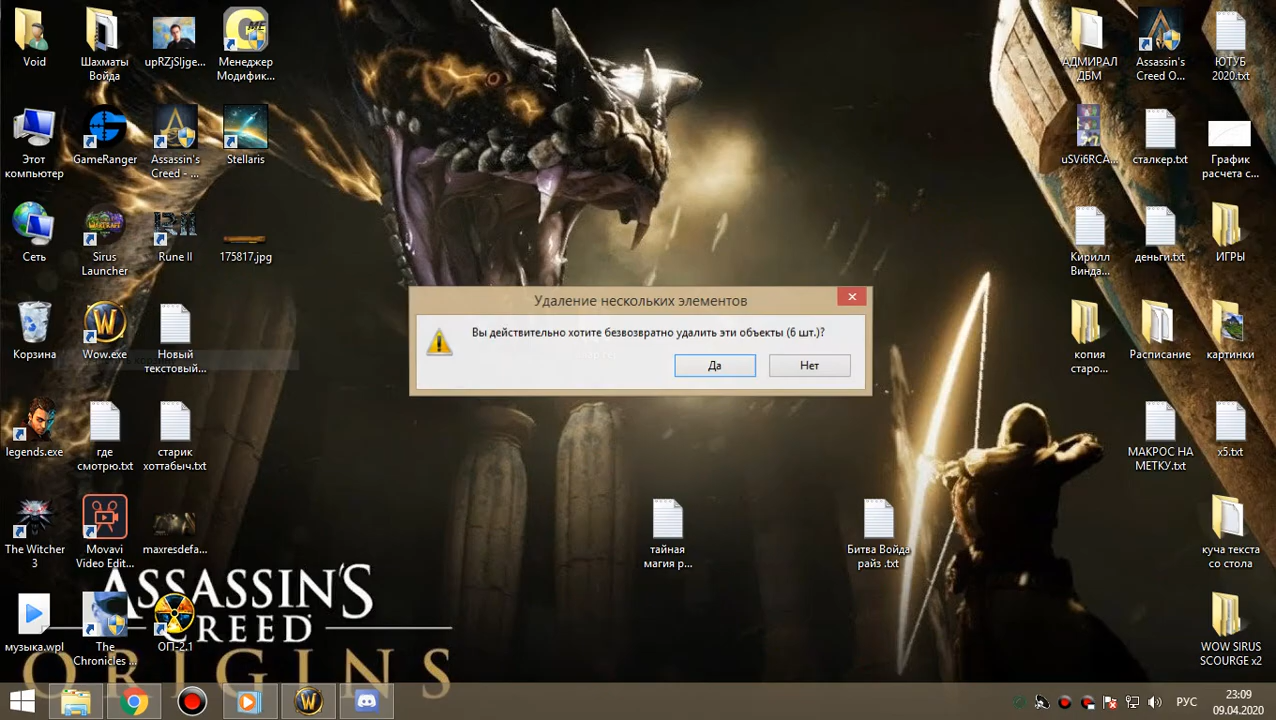 Void
Шахматы
Войда
upRZjSljge...
Менеджер
Модифик...
АДМИРАЛ
ДБМ
Assassin's
Creed O...
ЮТУБ
2020.txt
Этот
компьютер
GameRanger
Assassin's
Creed - ...
Stellaris
uSVi6RCA...
сталкер.txt
График
расчета с...
Сеть
Sirus
Launcher
Rune II
175817.jpg
Кирилл
Винда...
деньги.txt
ИГРЫ
Удаление нескольких элементов
Вы действительно хотите безвозвратно удалить эти объекты (6 шт.)?
Да
Нет
Корзина
Wow.exe
Новый
текстовый...
копия
старо...
Расписание
картинки
legends.exe
где
смотрю.txt
старик
хоттабыч.txt
МАКРОС НА
МЕТКУ.txt
x5.txt
The Witcher
3
Movavi
Video Edit...
maxresdefa...
тайная
магия р...
Битва Войда
райз .txt
куча текста
со стола
музыка.wpl
The
Chronicles ...
ОП-2.1
WOW SIRUS
SCOURGE x2
ASSASSIN'S
CREED
ORIGINS
РУС
23:09
09.04.2020